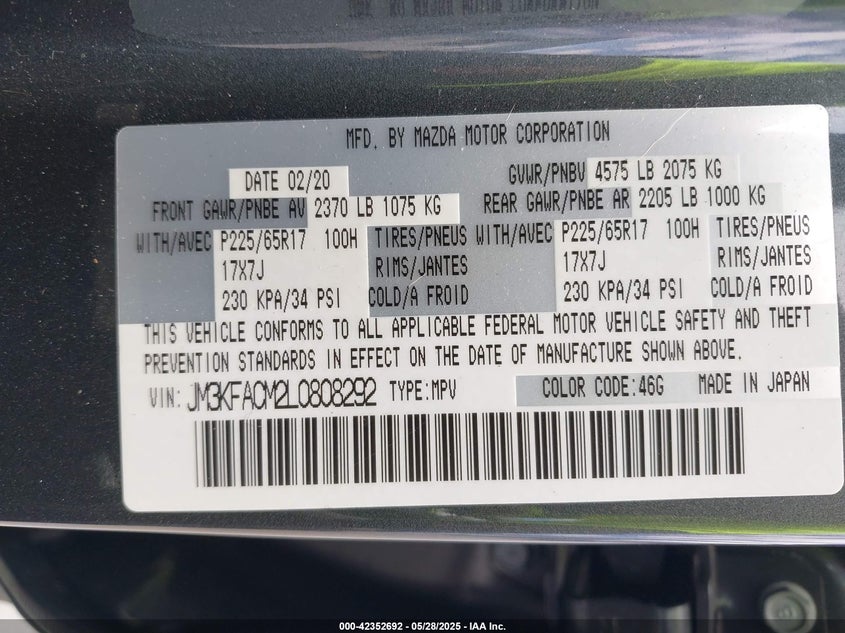 MFD. BY MAZDA MOTOR CORPORATION
DATE 02/20 GVWR/PNBV 4575 LB 2075 KG
FRONT GAWR/PNBE AV 2370 LB 1075 KG REAR GAWR/PNBE AR 2205 LB 1000 KG
WITH/AVEC P225/65R17 100H TIRES/PNEUS WITH/AVEC P225/65R17 100H TIRES/PNEUS
17X7J RIMS/JANTES 17X7J RIMS/JANTES
230 KPA/34 PSI COLD/A FROID 230 KPA/34 PSI COLD/A FROID
THIS VEHICLE CONFORMS TO ALL APPLICABLE FEDERAL MOTOR VEHICLE SAFETY AND THEFT
PREVENTION STANDARDS IN EFFECT ON THE DATE OF MANUFACTURE SHOWN ABOVE.
VIN: JM3KFACM2L0808292 TYPE:MPV COLOR CODE:46G MADE IN JAPAN
000-42352692 - 05/28/2025 - IAA Inc.